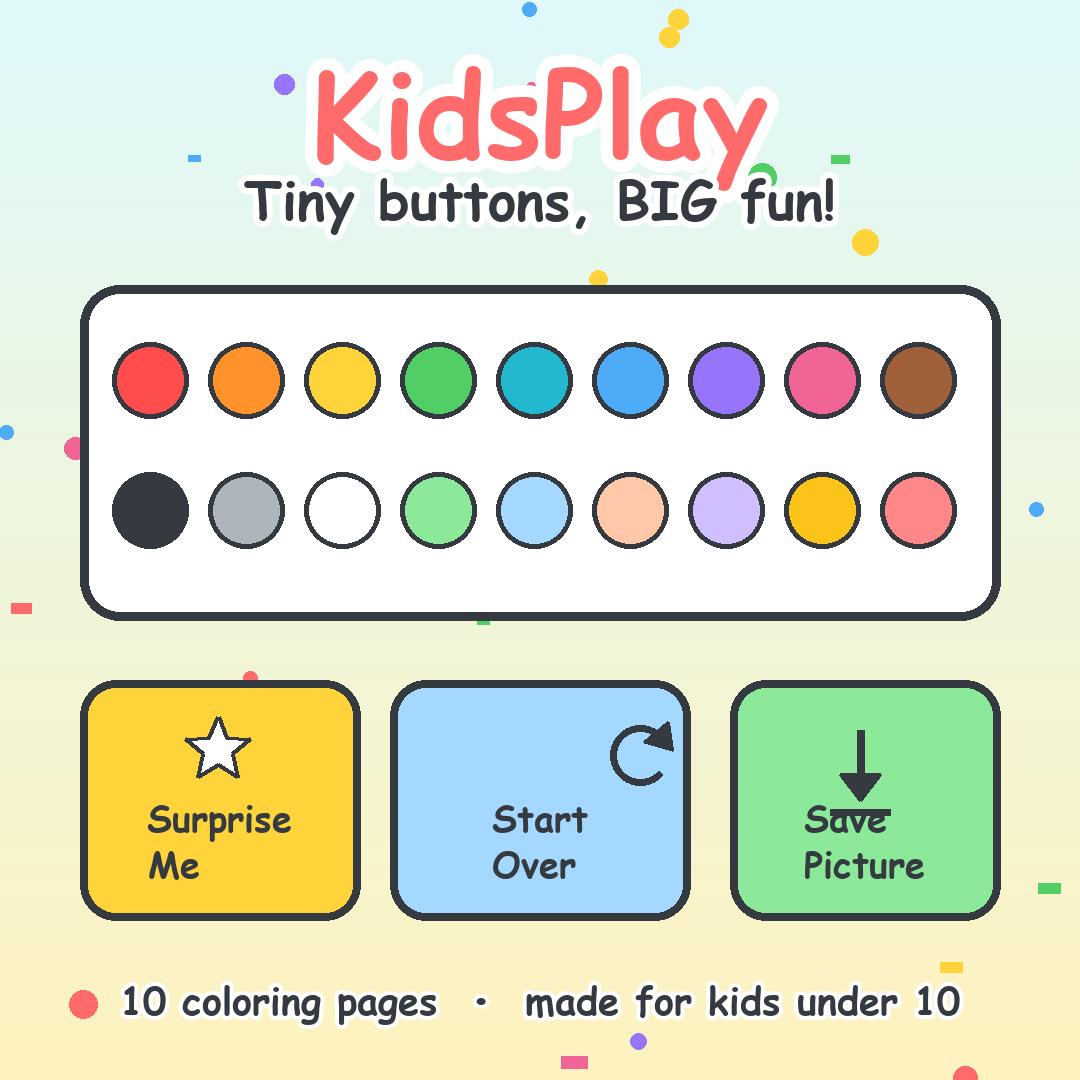 KidsPlay
Tiny buttons, BIG fun!
Surprise
Me
Start
Over
Save
Picture
10 coloring pages • made for kids under 10